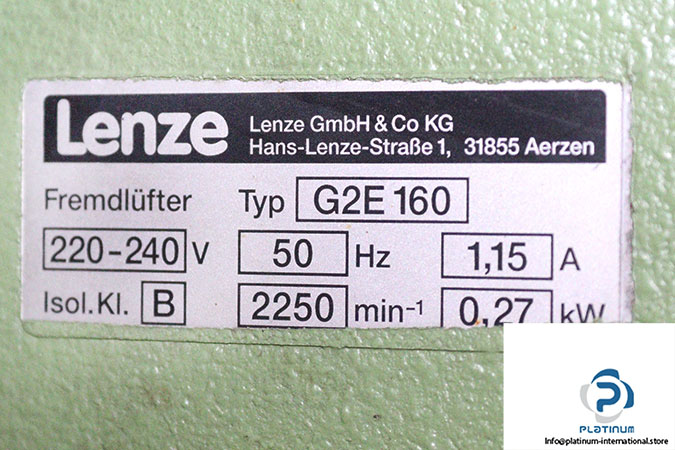 Lenze
Lenze GmbH & Co KG
Hans-Lenze-Straße 1, 31855 Aerzen
Fremdlüfter Typ G2E 160
220-240 V 50 Hz 1,15 A
Isol.Kl. B 2250 min-1 0,27 kW
PLATINUM
Info@platinum-international.store